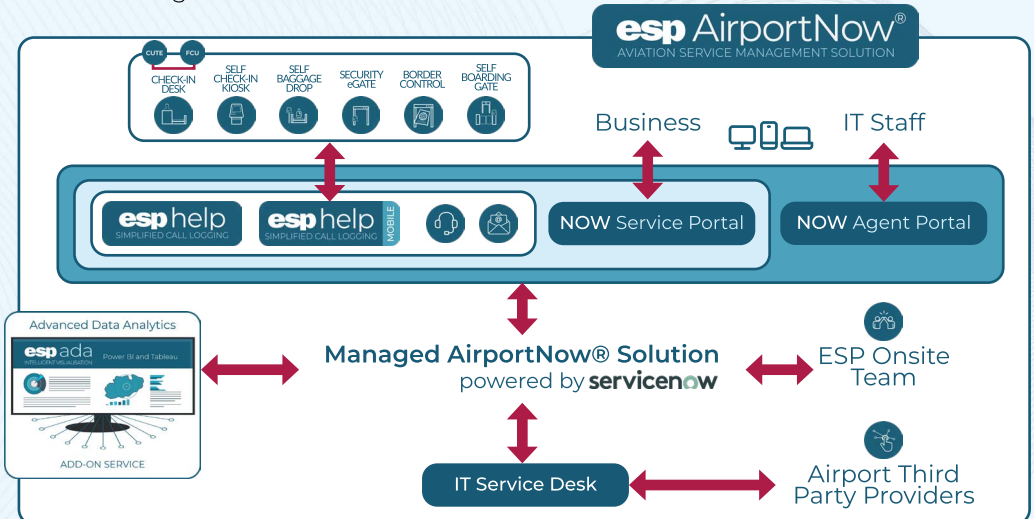 esp AirportNow®
AVIATION SERVICE MANAGEMENT SOLUTION
CUTE
FCU
CHECK-IN
DESK
SELF
CHECK-IN
KIOSK
SELF
BAGGAGE
DROP
SECURITY
eGATE
BORDER
CONTROL
SELF
BOARDING
GATE
Business
IT Staff
esp help
SIMPLIFIED CALL LOGGING
esp help
SIMPLIFIED CALL LOGGING
MOBILE
NOW Service Portal
NOW Agent Portal
Advanced Data Analytics
esp ada
INTELLIGENT VISUALISATION
Power BI and Tableau
ADD-ON SERVICE
Managed AirportNow® Solution
powered by servicenow
ESP Onsite
Team
IT Service Desk
Airport Third
Party Providers